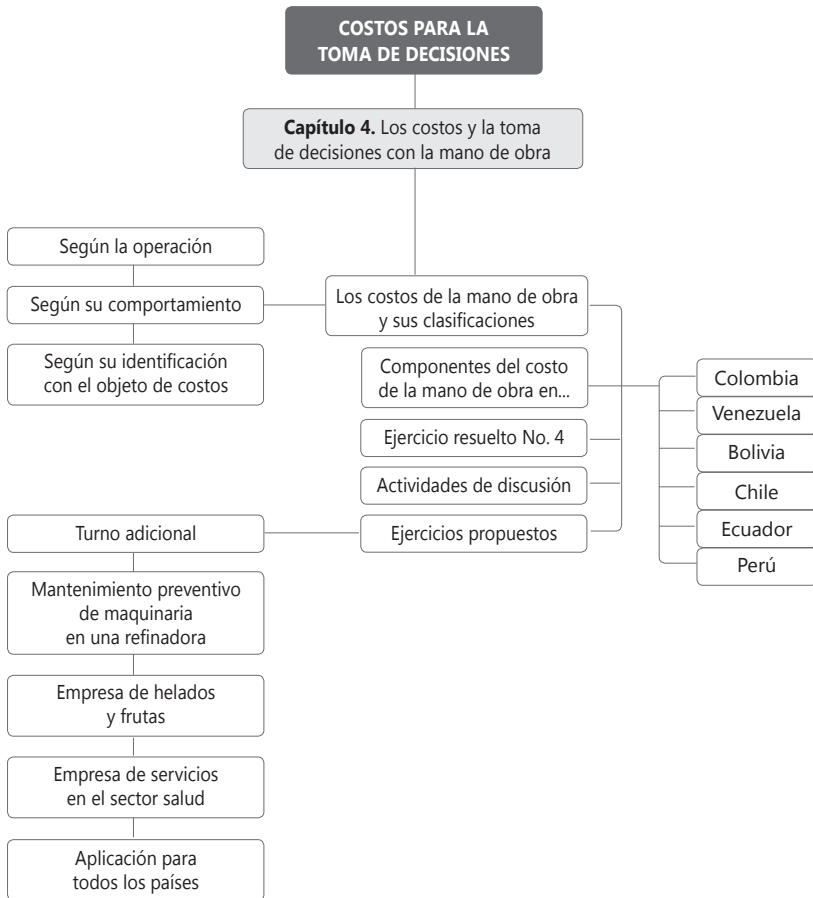 COSTOS PARA LA
TOMA DE DECISIONES
Capítulo 4. Los costos y la toma
de decisiones con la mano de obra
Según la operación
Según su comportamiento
Según su identificación
con el objeto de costos
Los costos de la mano de obra
y sus clasificaciones
Componentes del costo
de la mano de obra en...
Ejercicio resuelto No. 4
Actividades de discusión
Ejercicios propuestos
Colombia
Venezuela
Bolivia
Chile
Ecuador
Perú
Turno adicional
Mantenimiento preventivo
de maquinaria
en una refinadora
Empresa de helados
y frutas
Empresa de servicios
en el sector salud
Aplicación para
todos los países